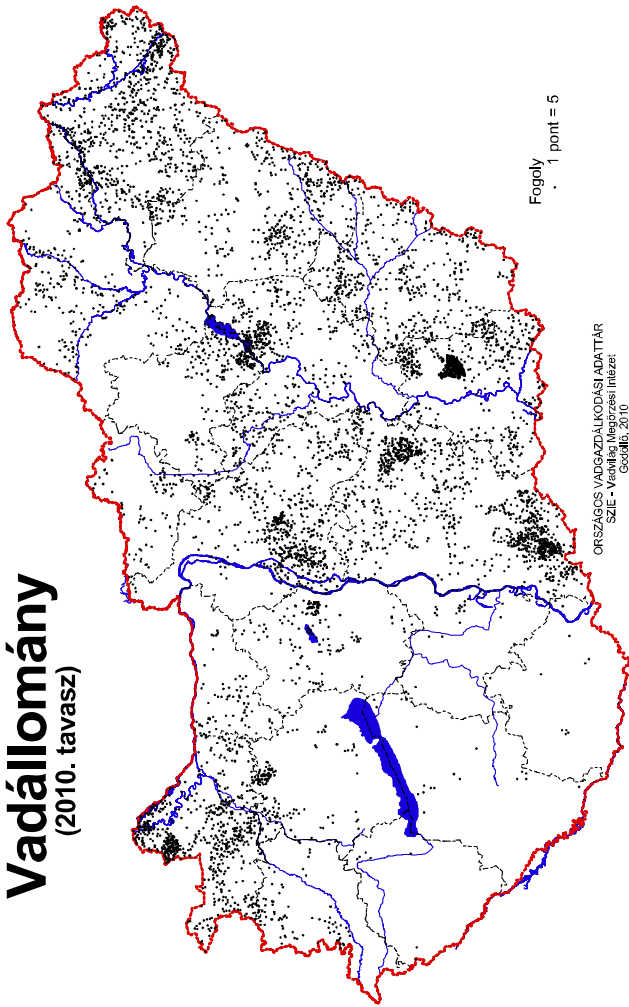 Vadállomány
(2010. tavasz)
Fogoly
. 1 pont = 5
ORSZÁGOS VADGAZDÁLKODÁSI ADATTÁR
SZIE - Vadvilág Megőrzési Intézet
Gödöllő, 2010